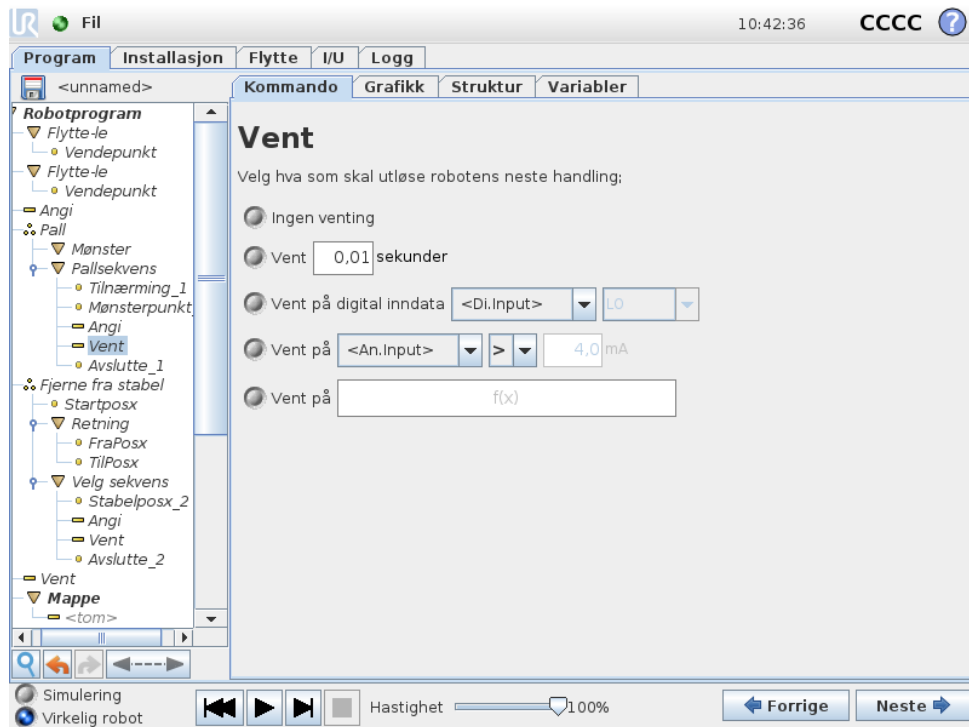 UR Fil 10:42:36 CCCC ?
Program Installasjon Flytte I/U Logg
<unnamed>
Kommando Grafikk Struktur Variabler
Robotprogram
Flytte-le
Vendepunkt
Flytte-le
Vendepunkt
Angi
Pall
Mønster
Pallsekvens
Tilnærming_1
Mønsterpunkt
Angi
Vent
Avslutte_1
Fjerne fra stabel
Startposx
Retning
FraPosx
TilPosx
Velg sekvens
Stabelposx_2
Angi
Vent
Avslutte_2
Vent
Mappe
<tom>
Vent
Velg hva som skal utløse robotens neste handling;
Ingen venting
Vent 0,01 sekunder
Vent på digital inndata <Di.Input> LO
Vent på <An.Input> > 4,0 mA
Vent på f(x)
Simulering
Virkelig robot
Hastighet 100%
Forrige Neste